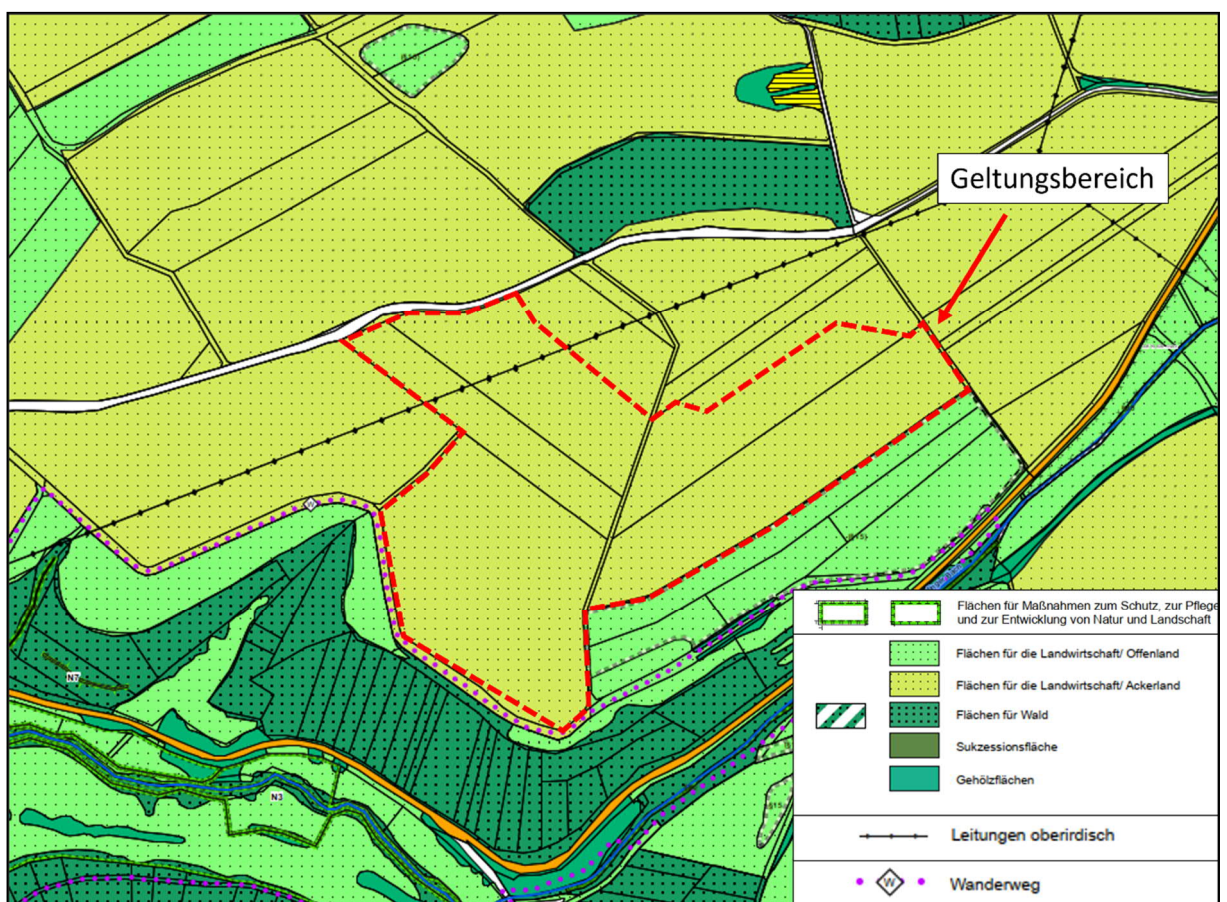 Geltungsbereich
W
N7
N3
Flächen für Maßnahmen zum Schutz, zur Pflege
und zur Entwicklung von Natur und Landschaft
Flächen für die Landwirtschaft/ Offenland
Flächen für die Landwirtschaft/ Ackerland
Flächen für Wald
Sukzessionsfläche
Gehölzflächen
Leitungen oberirdisch
W
Wanderweg